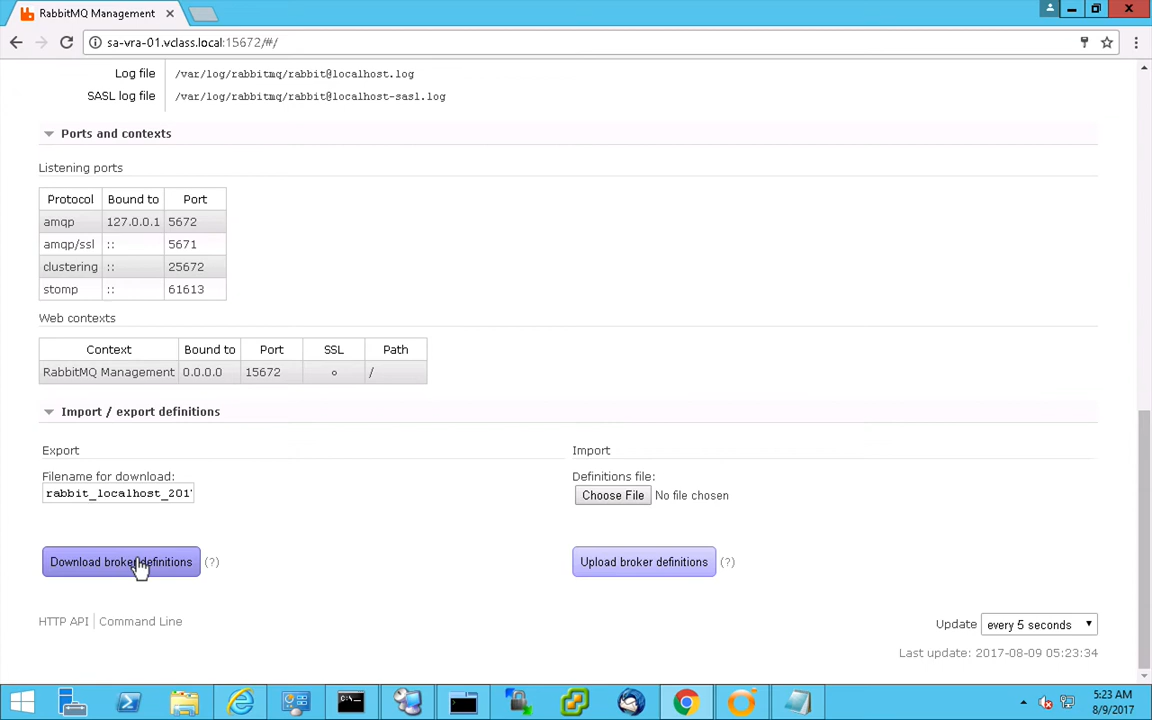 RabbitMQ Management
sa-vra-01.vclass.local:15672/#/
Log file /var/log/rabbitmq/rabbit@localhost.log
SASL log file /var/log/rabbitmq/rabbit@localhost-sasl.log
Ports and contexts
Listening ports
Protocol Bound to Port
amqp 127.0.0.1 5672
amqp/ssl :: 5671
clustering :: 25672
stomp :: 61613
Web contexts
Context Bound to Port SSL Path
RabbitMQ Management 0.0.0.0 15672 ○ /
Import / export definitions
Export Import
Filename for download: Definitions file:
rabbit_localhost_201 Choose File No file chosen
Download broker definitions (?) Upload broker definitions (?)
HTTP API Command Line Update every 5 seconds
Last update: 2017-08-09 05:23:34
5:23 AM
8/9/2017